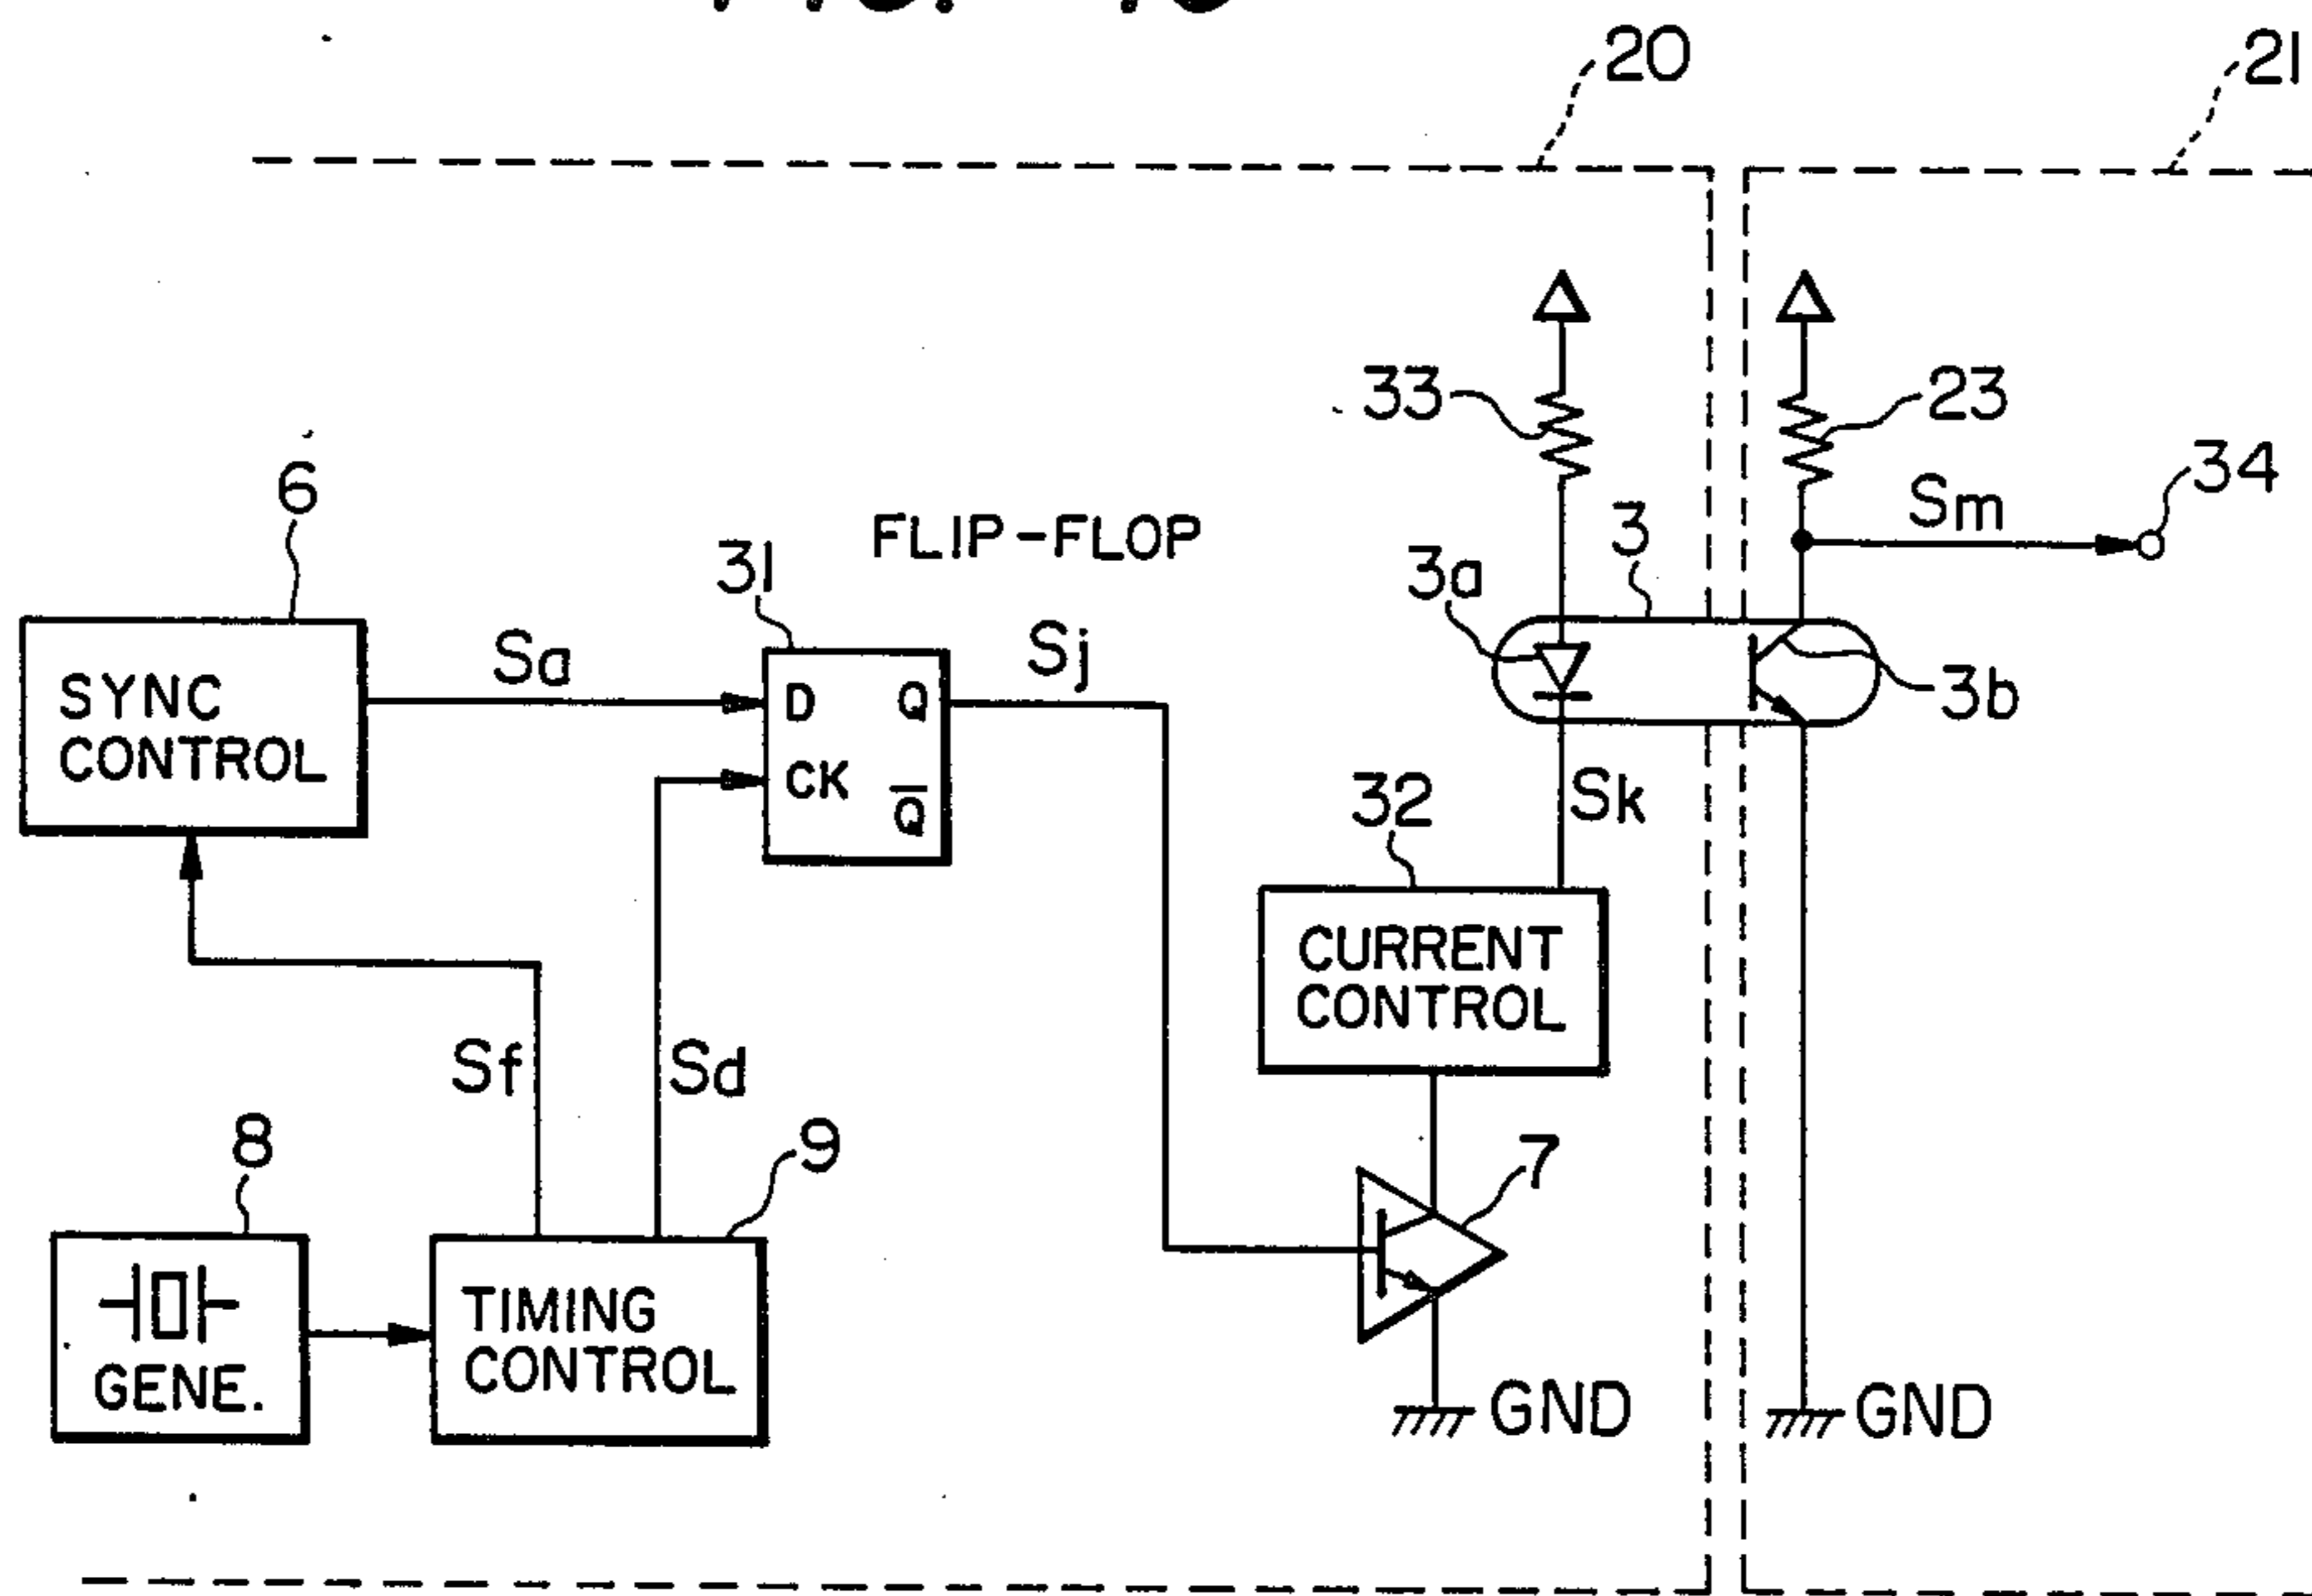 20
21
33
23
6
Sm
34
FLIP-FLOP
31
3
3a
Sa
Sj
SYNC
CONTROL
D
Q
3b
CK
Q̅
32
Sk
CURRENT
CONTROL
Sf
Sd
8
9
7
TIMING
CONTROL
GENE.
GND
GND